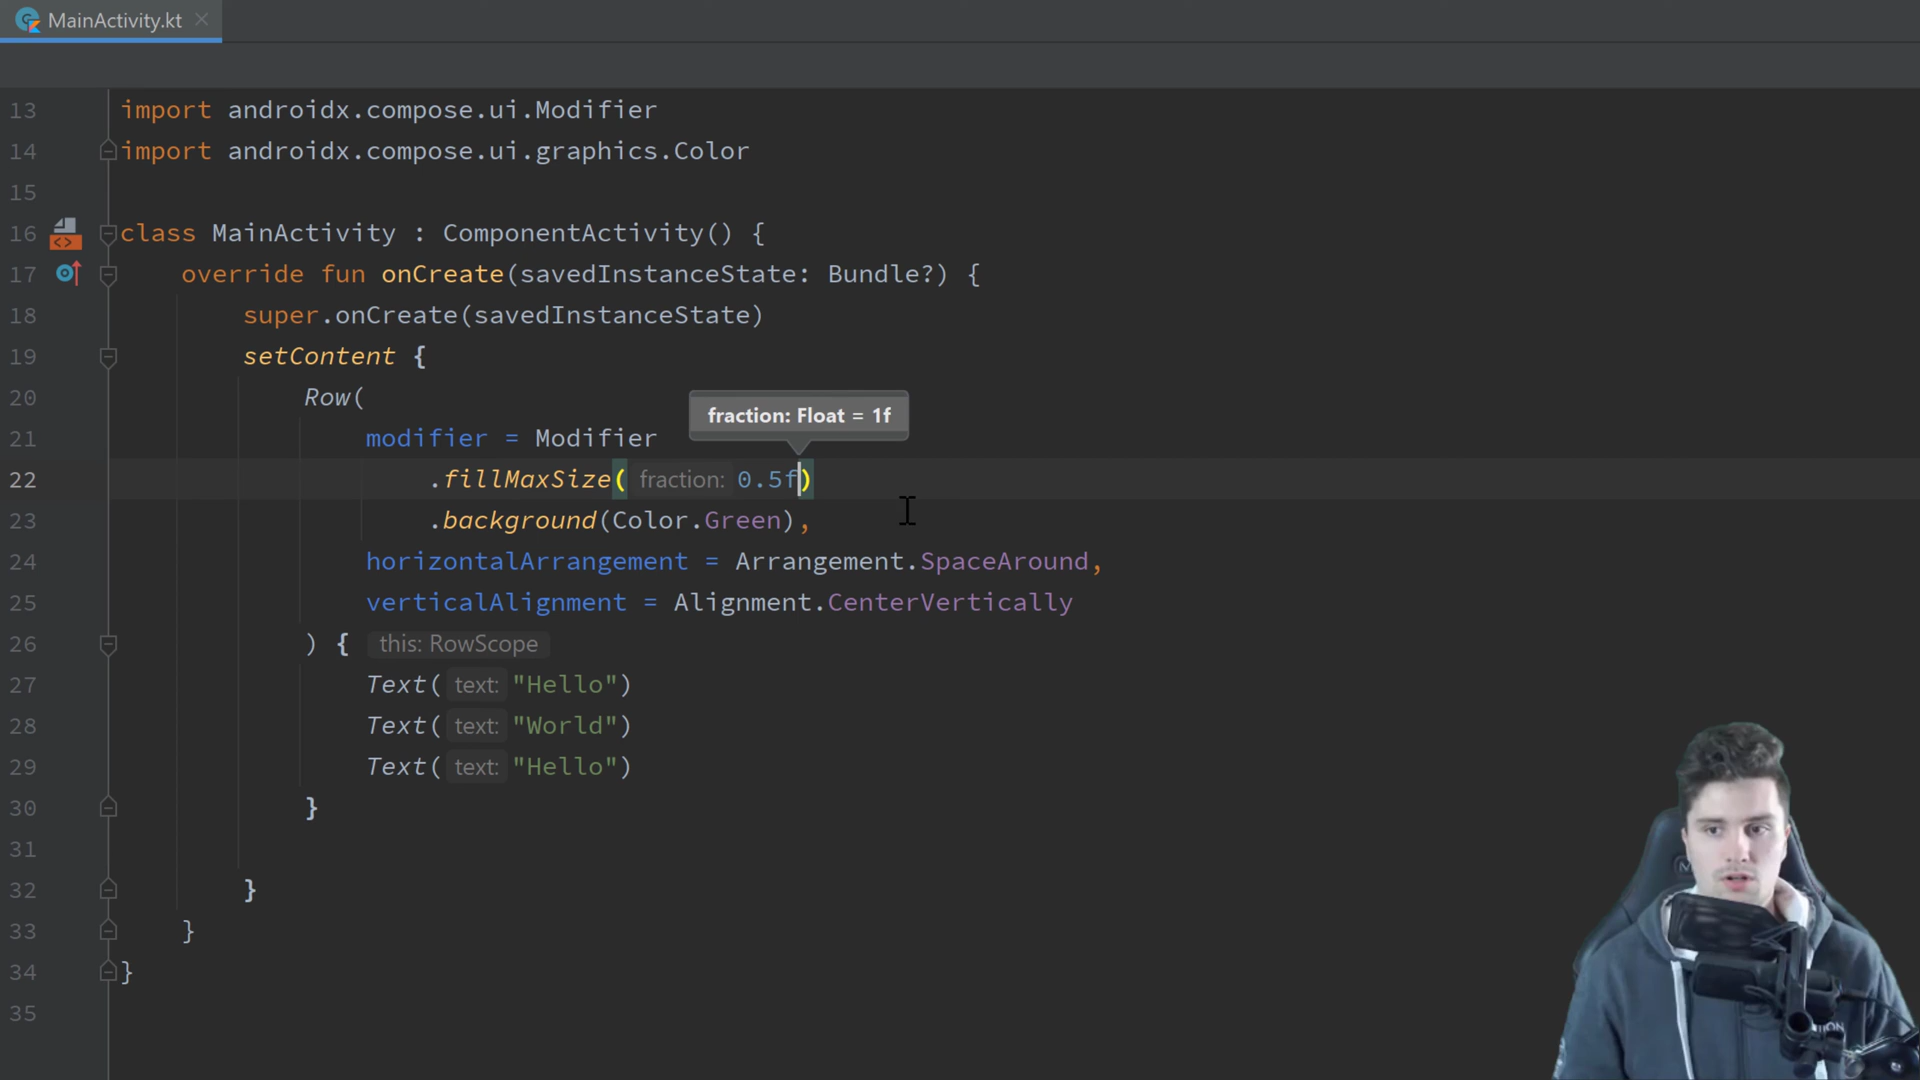 MainActivity.kt
13 import androidx.compose.ui.Modifier
14 import androidx.compose.ui.graphics.Color
15
16 class MainActivity : ComponentActivity() {
17 override fun onCreate(savedInstanceState: Bundle?) {
18 super.onCreate(savedInstanceState)
19 setContent {
20 Row(
fraction: Float = 1f
21 modifier = Modifier
22 .fillMaxSize( fraction: 0.5f)
23 .background(Color.Green),
24 horizontalArrangement = Arrangement.SpaceAround,
25 verticalAlignment = Alignment.CenterVertically
26 ) { this: RowScope
27 Text( text: "Hello")
28 Text( text: "World")
29 Text( text: "Hello")
30 }
31
32 }
33 }
34 }
35